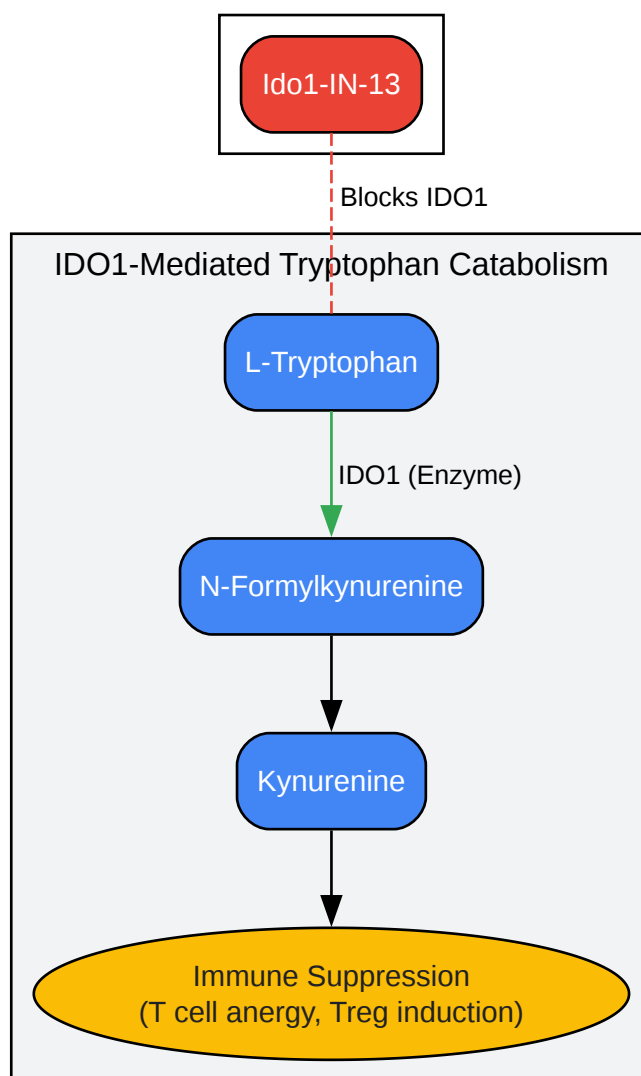 Ido1-IN-13
Blocks IDO1
IDO1-Mediated Tryptophan Catabolism
L-Tryptophan
IDO1 (Enzyme)
N-Formylkynurenine
Kynurenine
Immune Suppression
(T cell anergy, Treg induction)